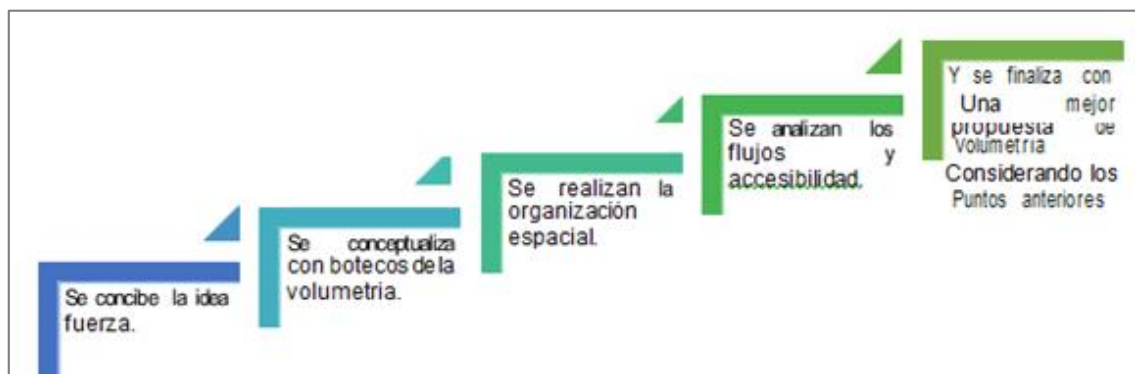 Se concibe la idea
fuerza.
Se conceptualiza
con botecos de la
volumetria.
Se realizan la
organización
espacial.
Se analizan los
flujos y
accesibilidad.
Y se finaliza con
Una mejor
propuesta de
Volumetria
Considerando los
Puntos anteriores